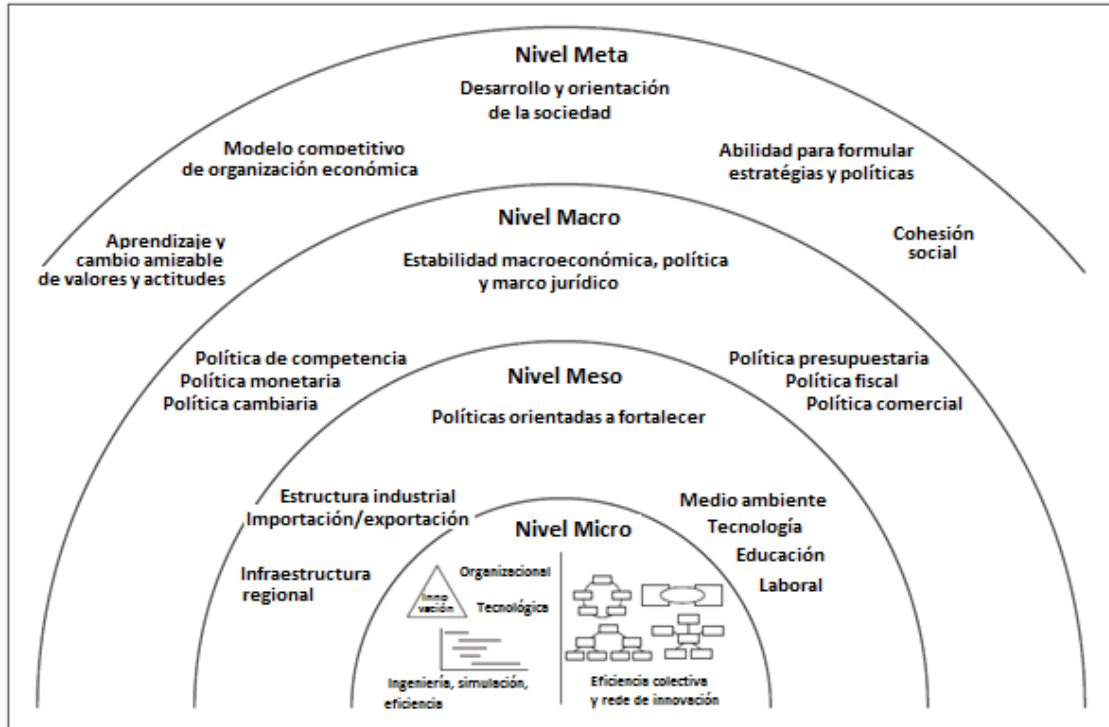 Nivel Meta
Desarrollo y orientación
de la sociedad
Modelo competitivo
de organización económica
Abilidad para formular
estratégias y políticas
Aprendizaje y
cambio amigable
de valores y actitudes
Cohesión
social
Nivel Macro
Estabilidad macroeconómica, política
y marco jurídico
Política de competencia
Política monetaria
Política cambiaria
Política presupuestaria
Política fiscal
Política comercial
Nivel Meso
Políticas orientadas a fortalecer
Estructura industrial
Importación/exportación
Infraestructura
regional
Medio ambiente
Tecnología
Educación
Laboral
Nivel Micro
Organizacional
Inno
vación
Tecnológica
Ingeniería, simulación,
eficiencia
Eficiencia colectiva
y rede de innovación